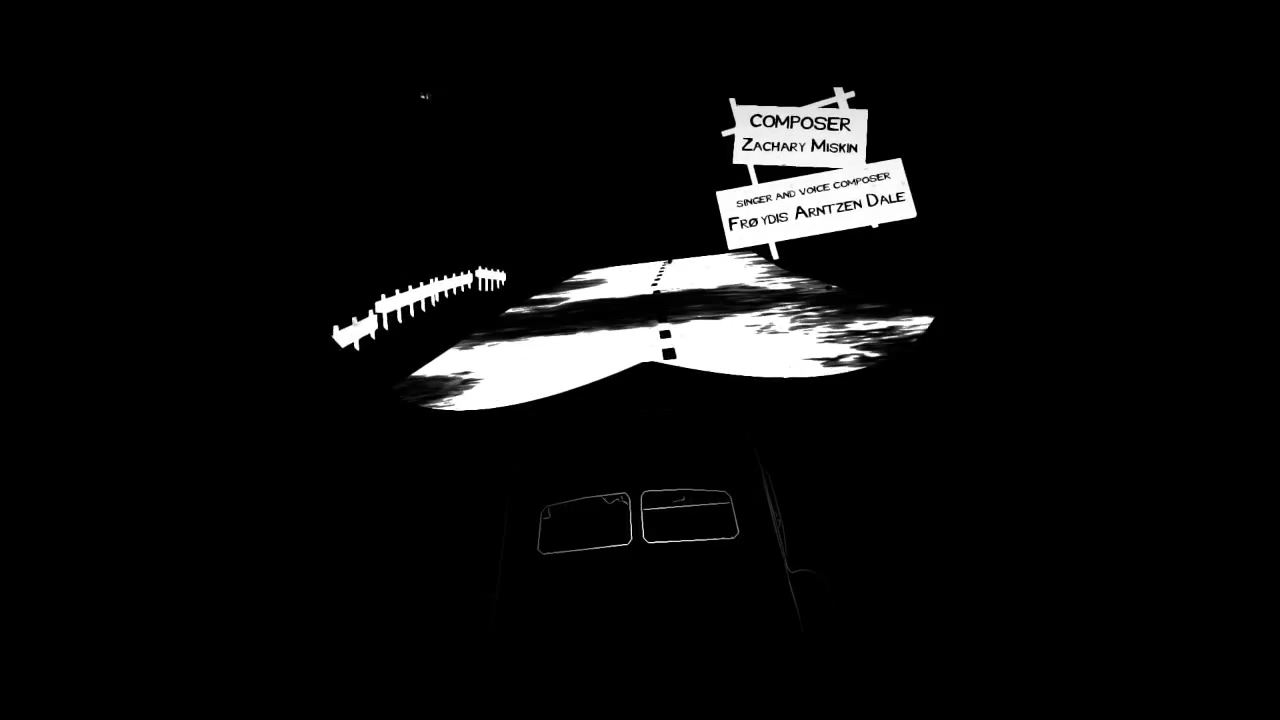 COMPOSER
ZACHARY MISKIN
SINGER AND VOICE COMPOSER
FRØYDIS ARNTZEN DALE